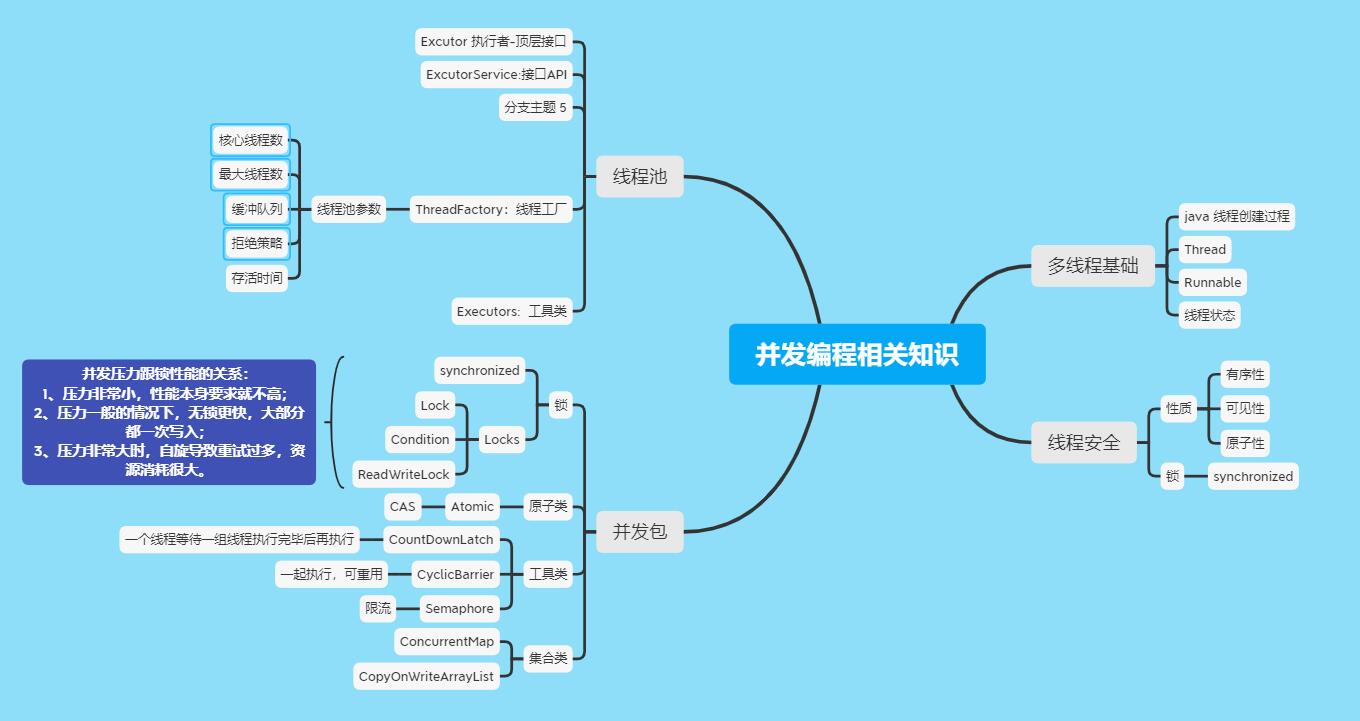 并发编程相关知识
多线程基础
java 线程创建过程
Thread
Runnable
线程状态
线程安全
性质
有序性
可见性
原子性
锁
synchronized
线程池
Excutor 执行者-顶层接口
ExcutorService:接口API
分支主题 5
ThreadFactory：线程工厂
线程池参数
核心线程数
最大线程数
缓冲队列
拒绝策略
存活时间
Executors：工具类
并发包
锁
synchronized
Locks
Lock
Condition
ReadWriteLock
并发压力跟锁性能的关系：
1、压力非常小，性能本身要求就不高；
2、压力一般的情况下，无锁更快，大部分
都一次写入；
3、压力非常大时，自旋导致重试过多，资
源消耗很大。
原子类
Atomic
CAS
工具类
CountDownLatch
一个线程等待一组线程执行完毕后再执行
CyclicBarrier
一起执行，可重用
Semaphore
限流
集合类
ConcurrentMap
CopyOnWriteArrayList